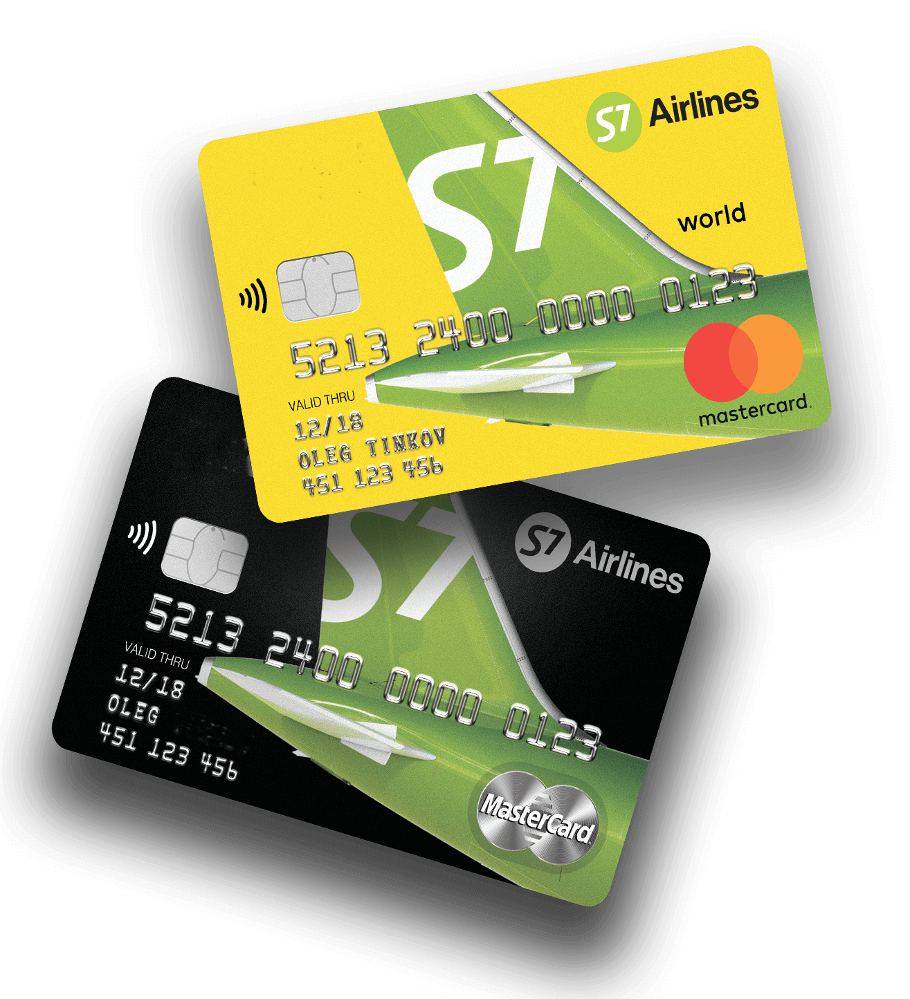 S7 Airlines
S7
world
5213 2400 0000 0123
VALID THRU
12/18
OLEG TINKOV
451 123 456
mastercard
S7 Airlines
S7
5213 2400 0000 0123
VALID THRU
12/18
OLEG
451 123 456
MasterCard